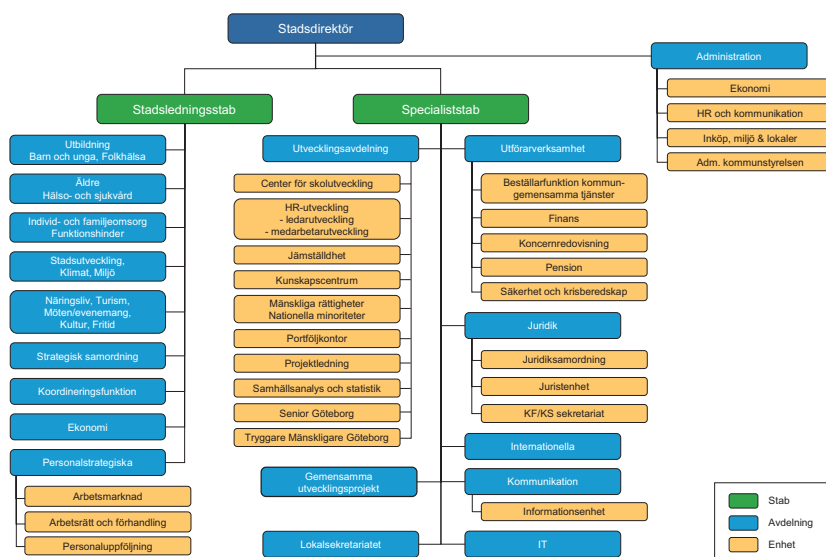 Stadsdirektör
Administration
Ekonomi
HR och kommunikation
Inköp, miljö & lokaler
Adm. kommunstyrelsen
Stadsledningsstab
Utbildning
Barn och unga, Folkhälsa
Äldre
Hälso- och sjukvård
Individ- och familjeomsorg
Funktionshinder
Stadsutveckling,
Klimat, Miljö
Näringsliv, Turism,
Möten/evenemang,
Kultur, Fritid
Strategisk samordning
Koordineringsfunktion
Ekonomi
Personalstrategiska
Arbetsmarknad
Arbetsrätt och förhandling
Personaluppföljning
Specialiststab
Utvecklingsavdelning
Center för skolutveckling
HR-utveckling
- ledarutveckling
- medarbetarutveckling
Jämställdhet
Kunskapscentrum
Mänskliga rättigheter
Nationella minoriteter
Portföljkontor
Projektledning
Samhällsanalys och statistik
Senior Göteborg
Tryggare Mänskligare Göteborg
Gemensamma
utvecklingsprojekt
Lokalsekretariatet
Utförarverksamhet
Beställarfunktion kommun-
gemensamma tjänster
Finans
Koncernredovisning
Pension
Säkerhet och krisberedskap
Juridik
Juridiksamordning
Juristenhet
KF/KS sekretariat
Internationella
Kommunikation
Informationsenhet
IT
Stab
Avdelning
Enhet